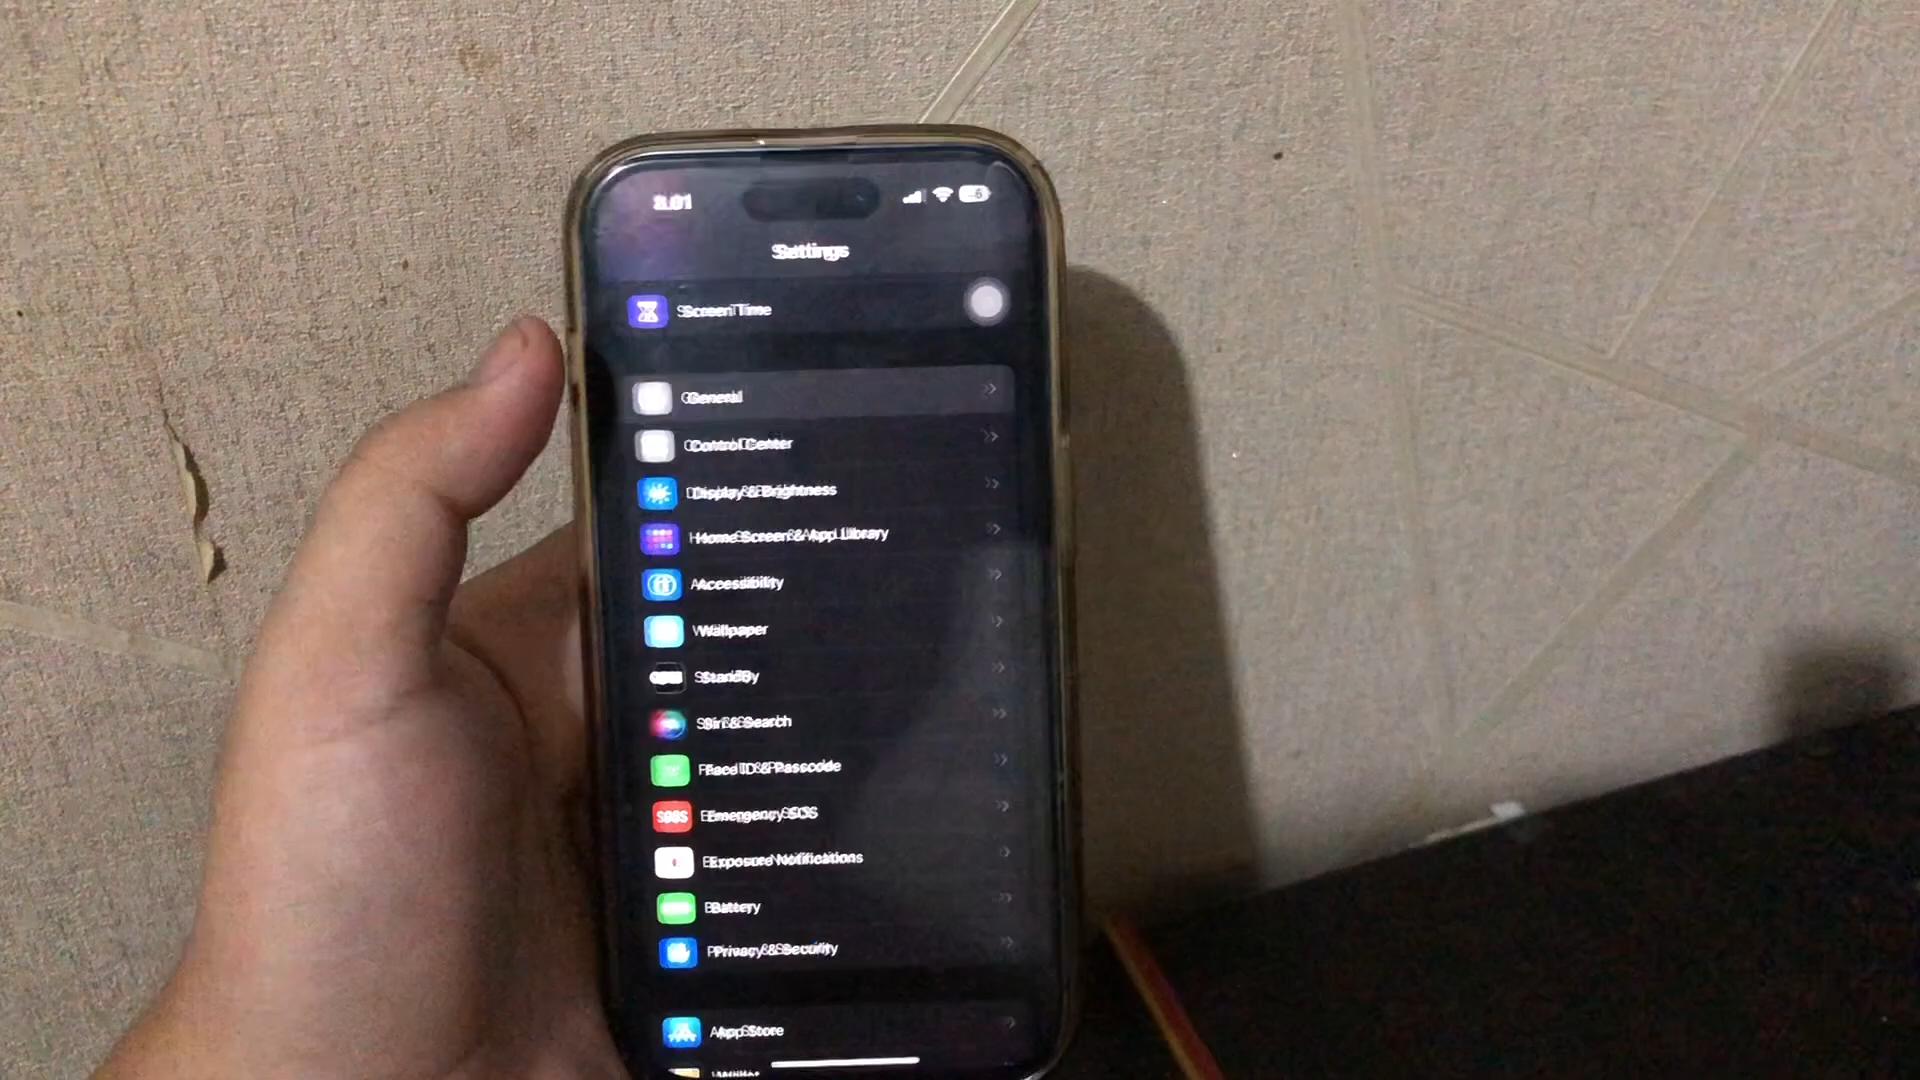 Settings
Screen Time
General
Control Center
Display & Brightness
Home Screen & App Library
Accessibility
Wallpaper
StandBy
Siri & Search
Face ID & Passcode
SOS Emergency SOS
Exposure Notifications
Battery
Privacy & Security
App Store